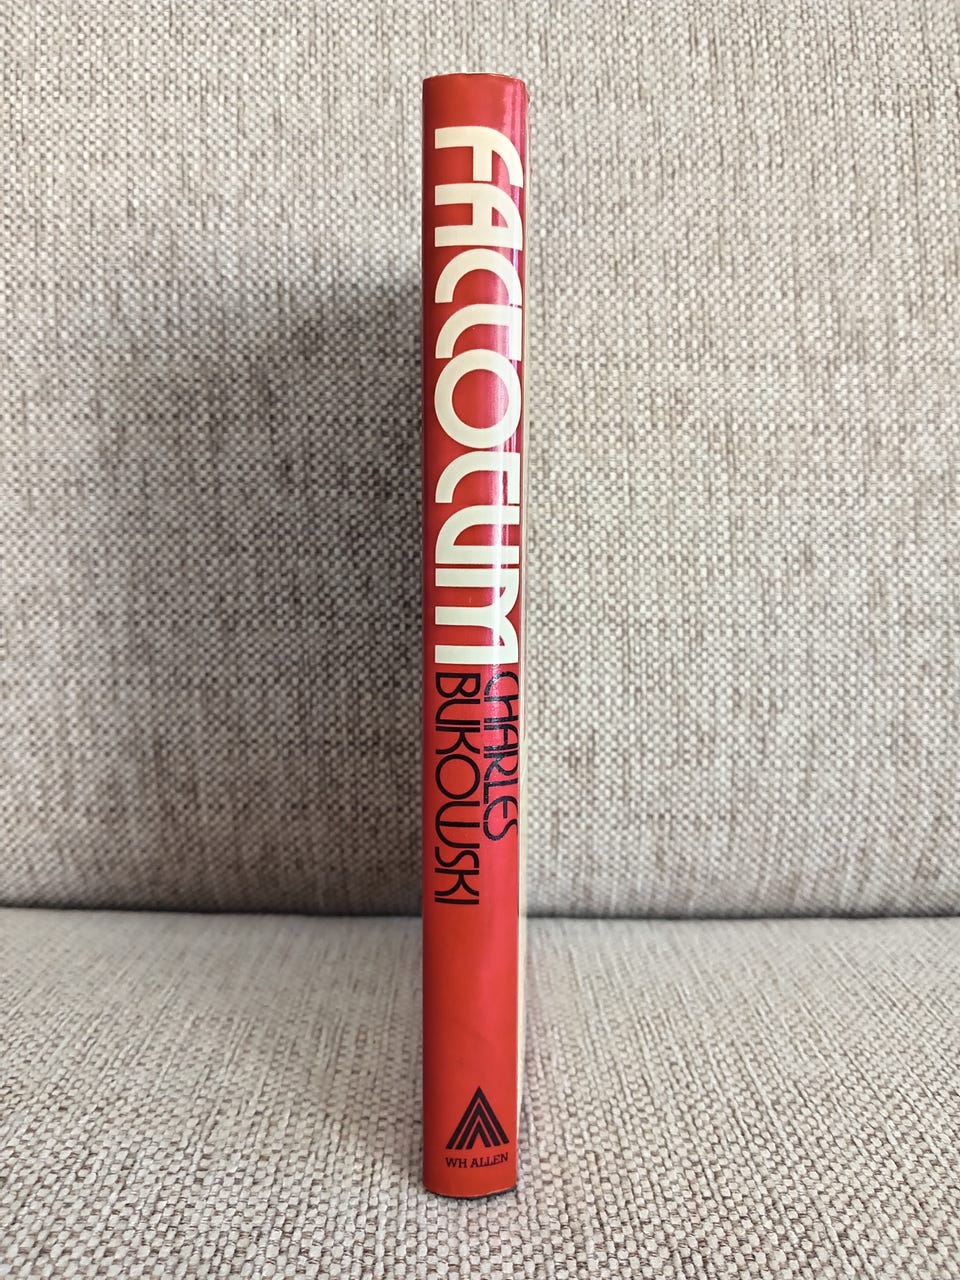 FACTOTUM
CHARLES
BUKOWSKI
WH ALLEN